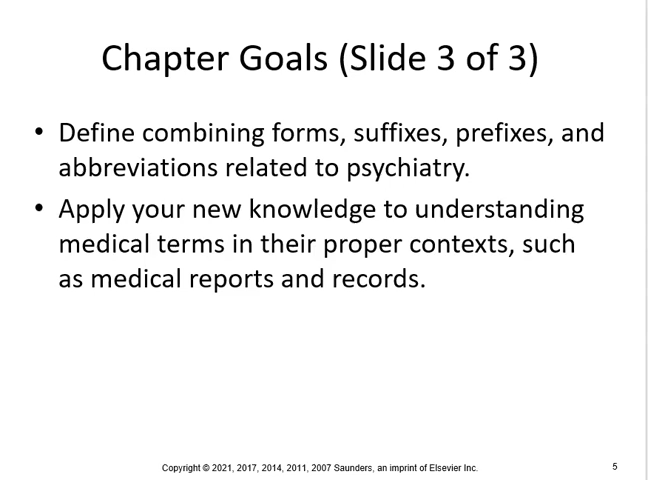 Chapter Goals (Slide 3 of 3)
• Define combining forms, suffixes, prefixes, and
abbreviations related to psychiatry.
• Apply your new knowledge to understanding
medical terms in their proper contexts, such
as medical reports and records.
Copyright © 2021, 2017, 2014, 2011, 2007 Saunders, an imprint of Elsevier Inc.
5